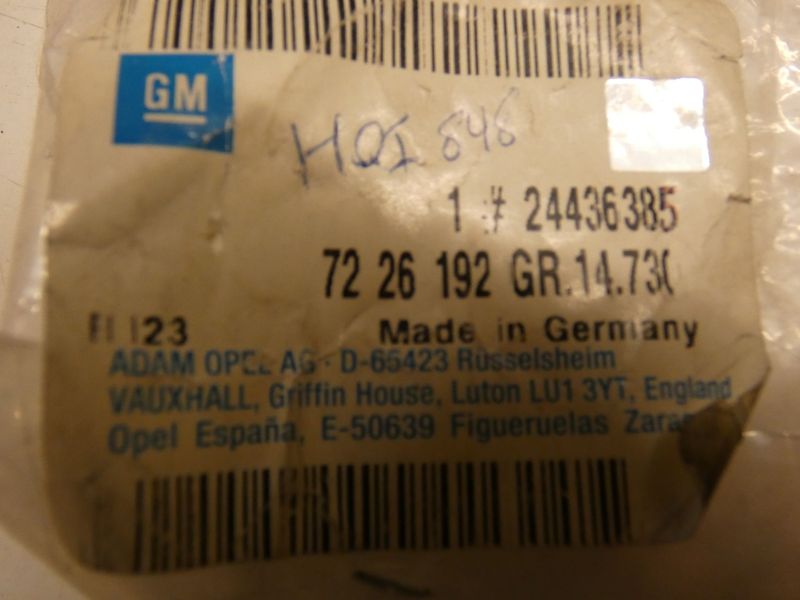 GM
1 # 24436385
72 26 192 GR.14.730
23 Made in Germany
ADAM OPEL AG · D-65423 Rüsselsheim
VAUXHALL, Griffin House, Luton LU1 3YT, England
Opel España, E-50639 Figueruelas